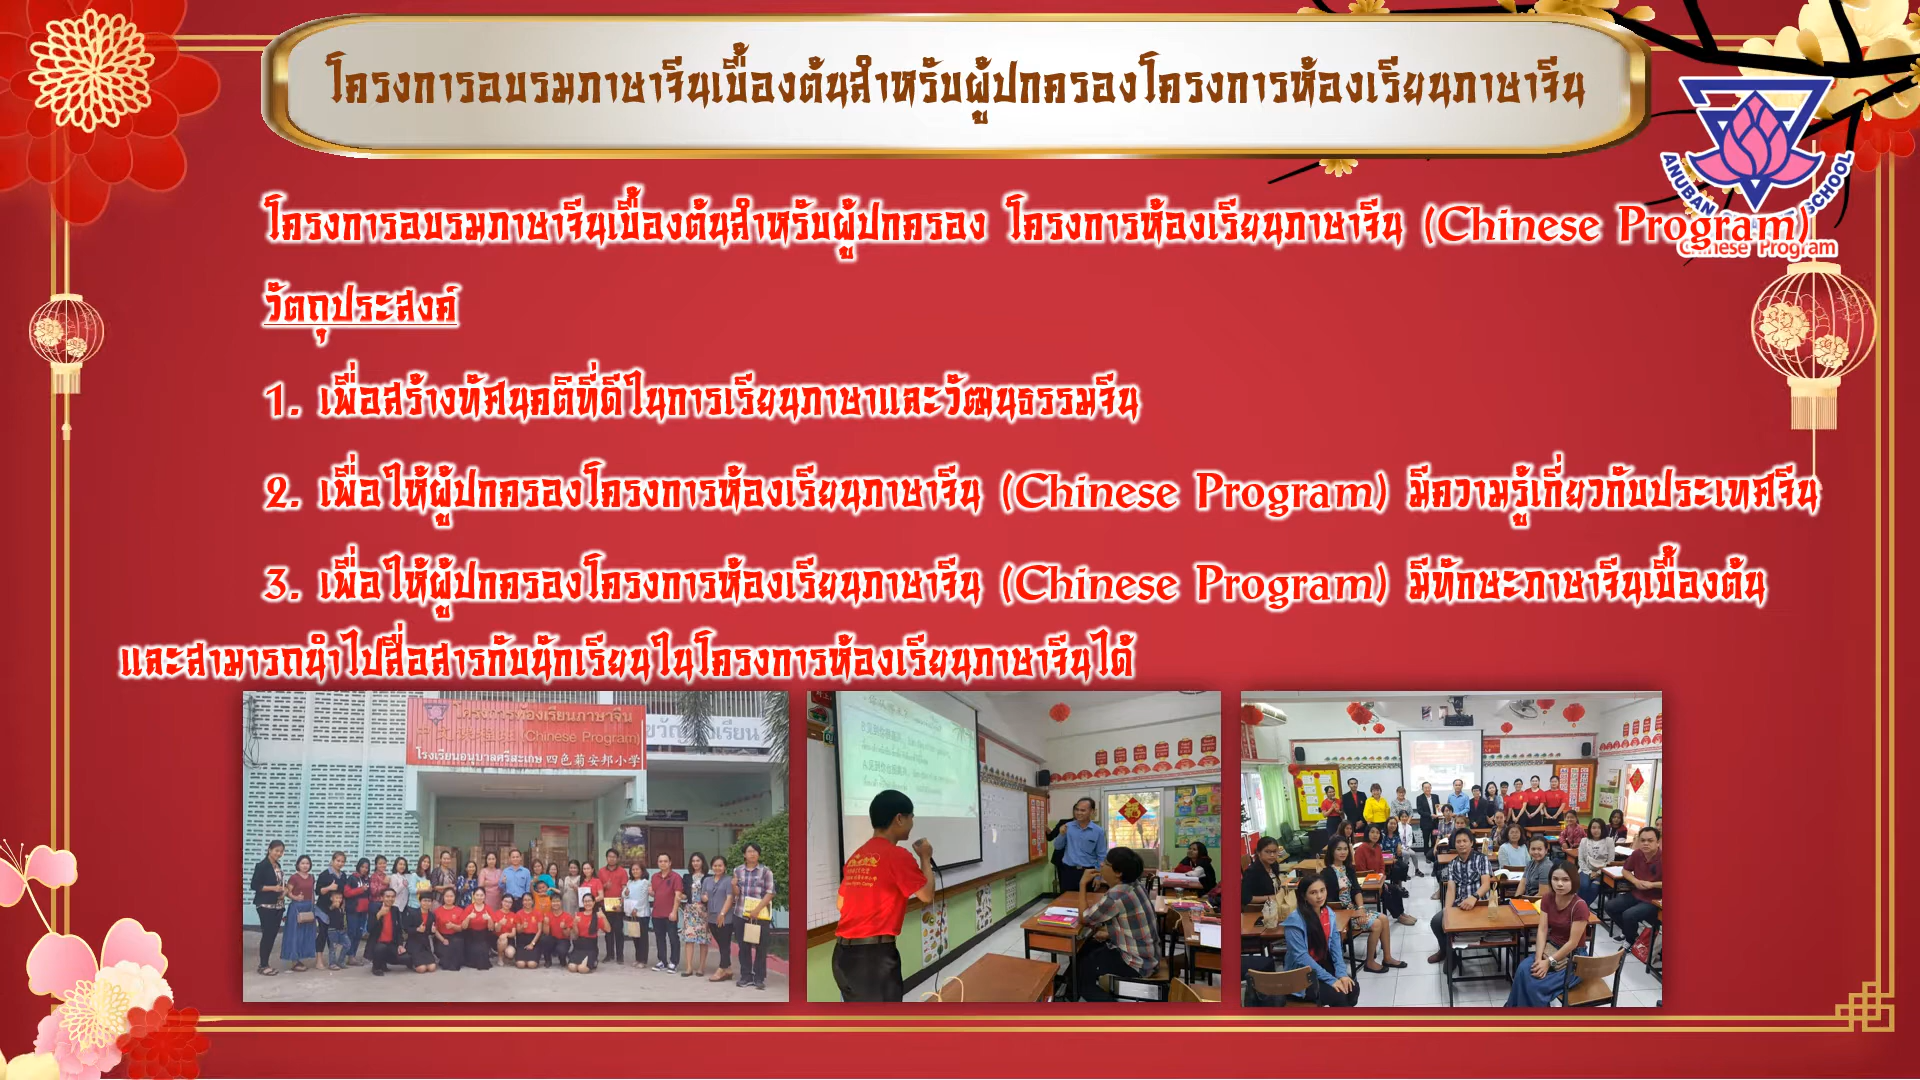 โครงการอบรมภาษาจีนเบื้องต้นสำหรับผู้ปกครองโครงการห้องเรียนภาษาจีน
ANUBAN
SCHOOL
Chinese Program
โครงการอบรมภาษาจีนเบื้องต้นสำหรับผู้ปกครอง โครงการห้องเรียนภาษาจีน (Chinese Program)
วัตถุประสงค์
1. เพื่อสร้างทัศนคติที่ดีในการเรียนภาษาและวัฒนธรรมจีน
2. เพื่อให้ผู้ปกครองโครงการห้องเรียนภาษาจีน (Chinese Program) มีความรู้เกี่ยวกับประเทศจีน
3. เพื่อให้ผู้ปกครองโครงการห้องเรียนภาษาจีน (Chinese Program) มีทักษะภาษาจีนเบื้องต้น
และสามารถนำไปสื่อสารกับนักเรียนในโครงการห้องเรียนภาษาจีนได้
โครงการห้องเรียนภาษาจีน
(Chinese Program)
โรงเรียนอนุบาลศรีสะเกษ 四色菊安邦小学